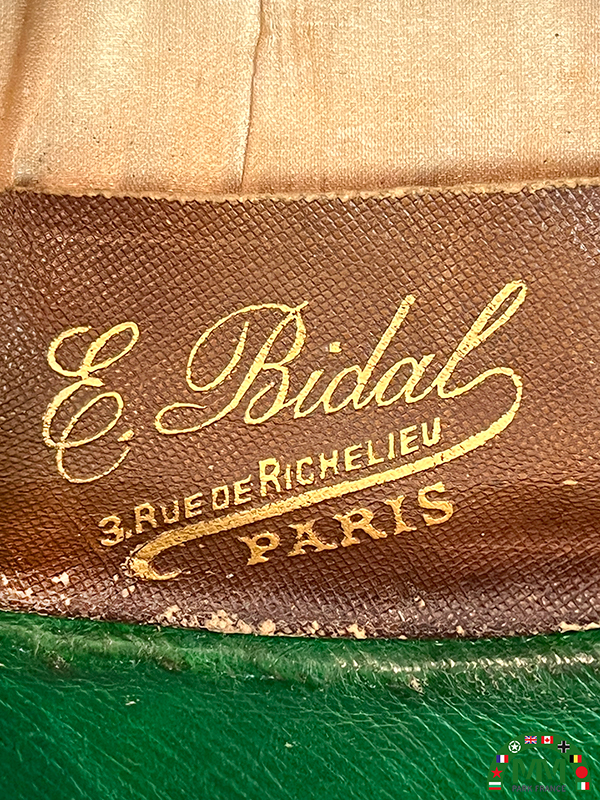 E. Bidal
3, RUE DE RICHELIEU
PARIS